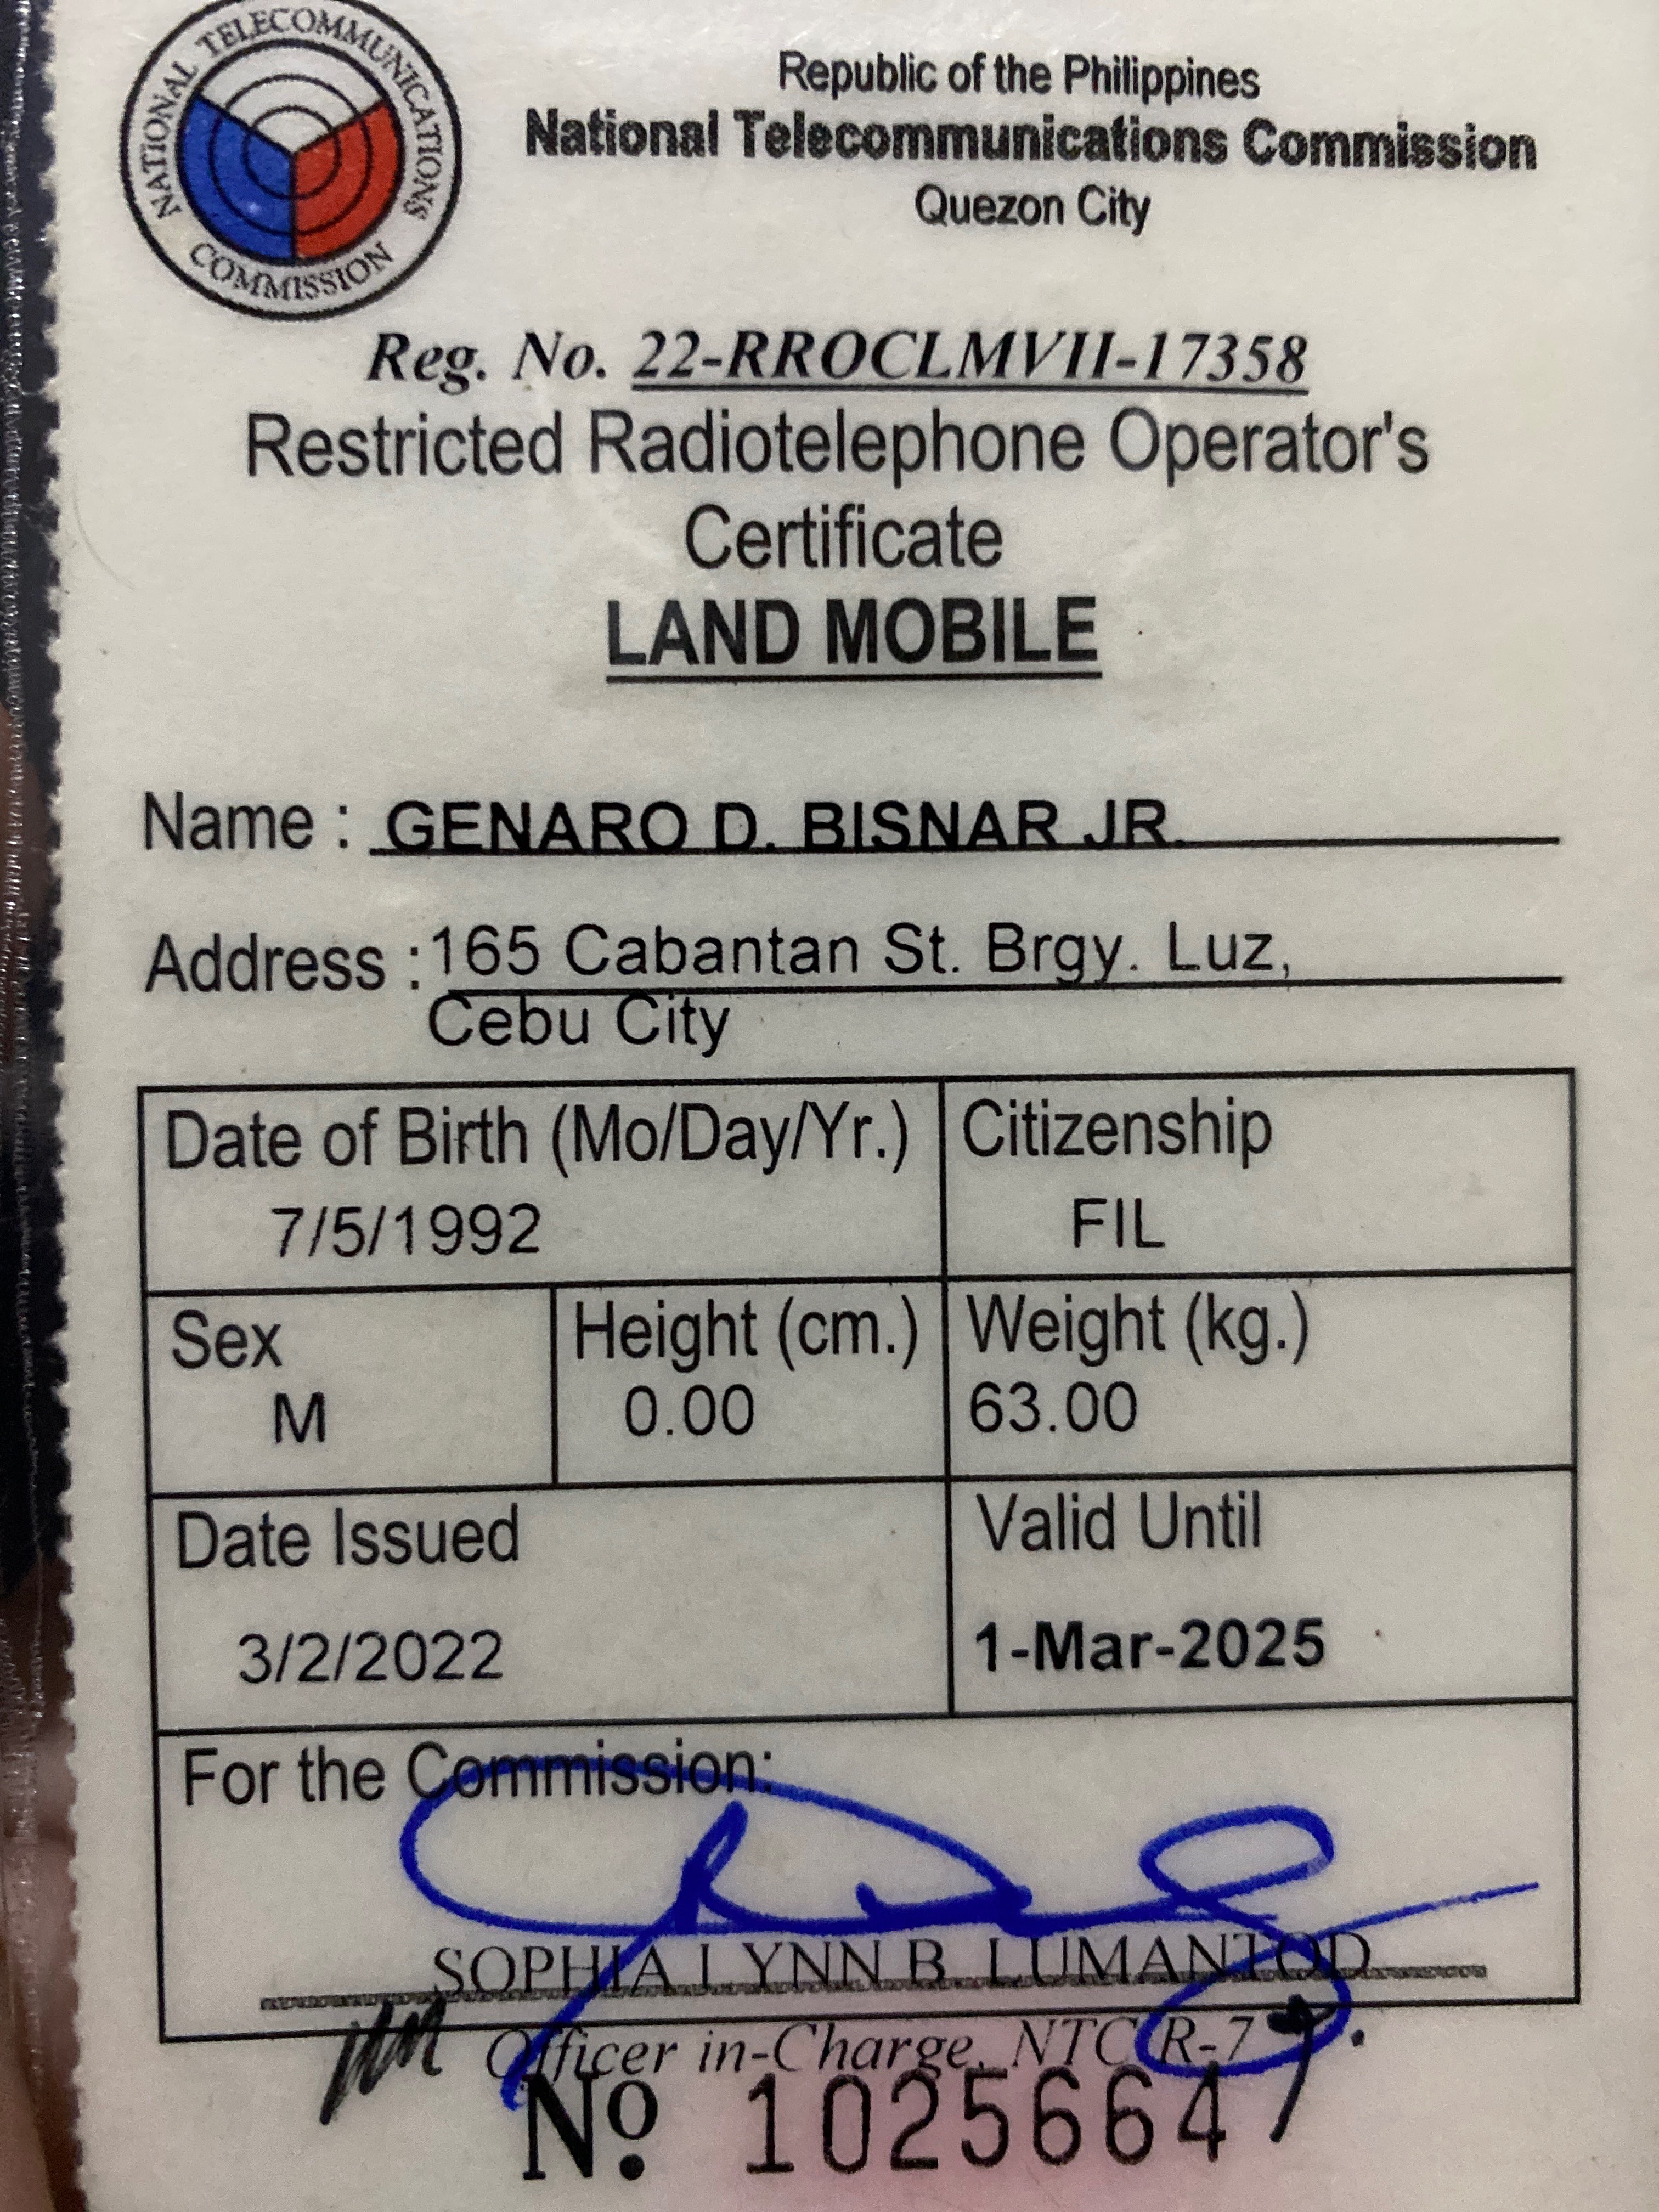 NATIONAL TELECOMMUNICATIONS
COMMISSION
Republic of the Philippines
National Telecommunications Commission
Quezon City
Reg. No. 22-RROCLMVII-17358
Restricted Radiotelephone Operator's
Certificate
LAND MOBILE
Name : GENARO D. BISNAR JR.
Address : 165 Cabantan St. Brgy. Luz,
Cebu City
Date of Birth (Mo/Day/Yr.) Citizenship
7/5/1992 FIL
Sex Height (cm.) Weight (kg.)
M 0.00 63.00
Date Issued Valid Until
3/2/2022 1-Mar-2025
For the Commission:
SOPHIA LYNN B. LUMANTOD
Officer in-Charge, NTC R-7
No 1025664